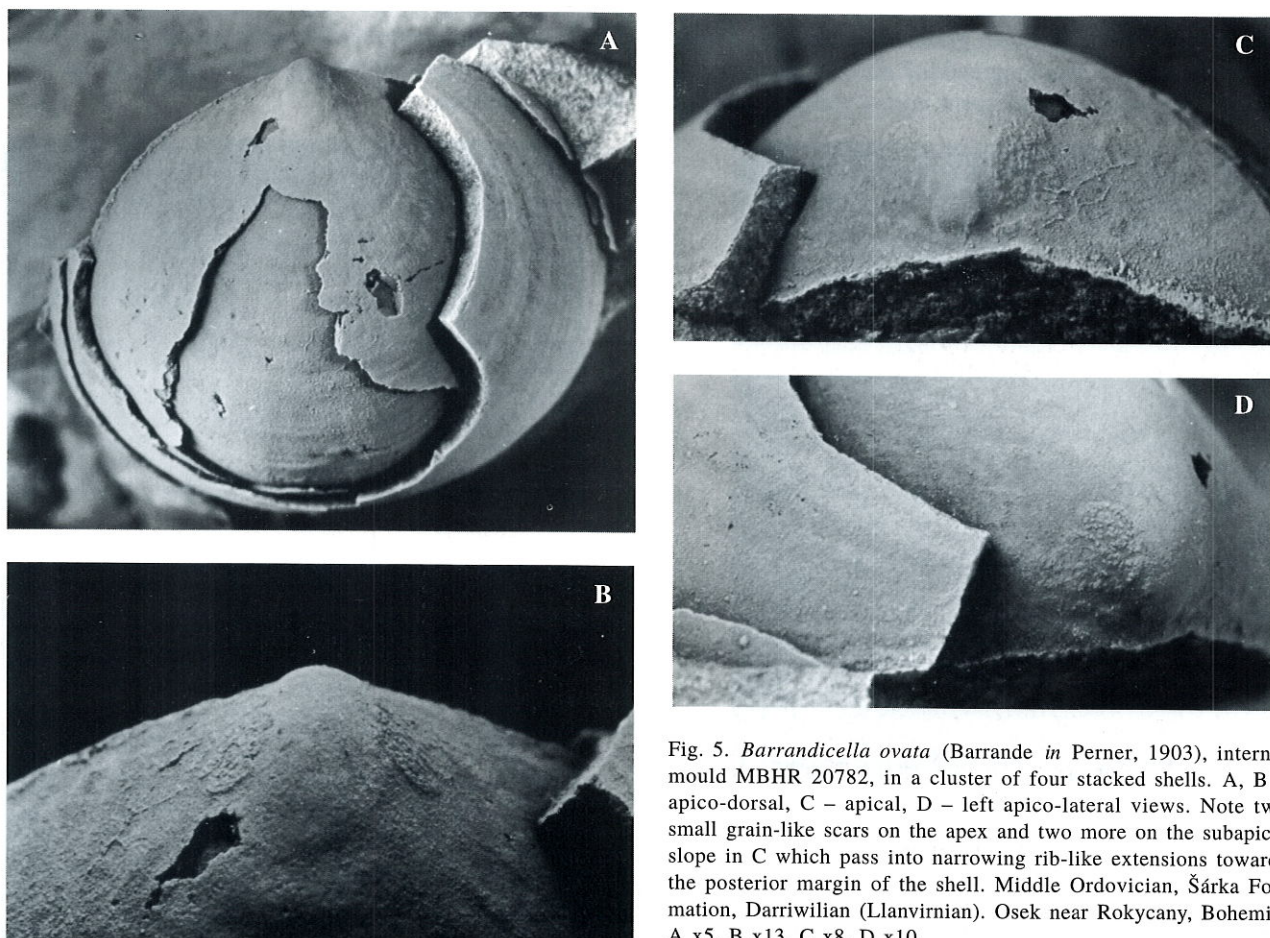 A
B
C
D
Fig. 5. Barrandicella ovata (Barrande in Perner, 1903), intern
mould MBHR 20782, in a cluster of four stacked shells. A, B
apico-dorsal, C – apical, D – left apico-lateral views. Note tw
small grain-like scars on the apex and two more on the subapic
slope in C which pass into narrowing rib-like extensions toward
the posterior margin of the shell. Middle Ordovician, Šárka Fo
mation, Darriwilian (Llanvirnian). Osek near Rokycany, Bohemi
A x5, B x13, C x8, D x10